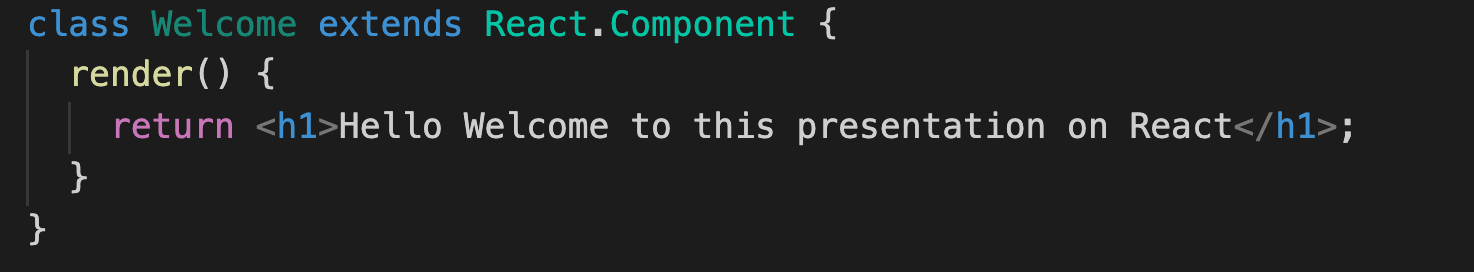 class Welcome extends React.Component {
  render() {
    return <h1>Hello Welcome to this presentation on React</h1>;
  }
}